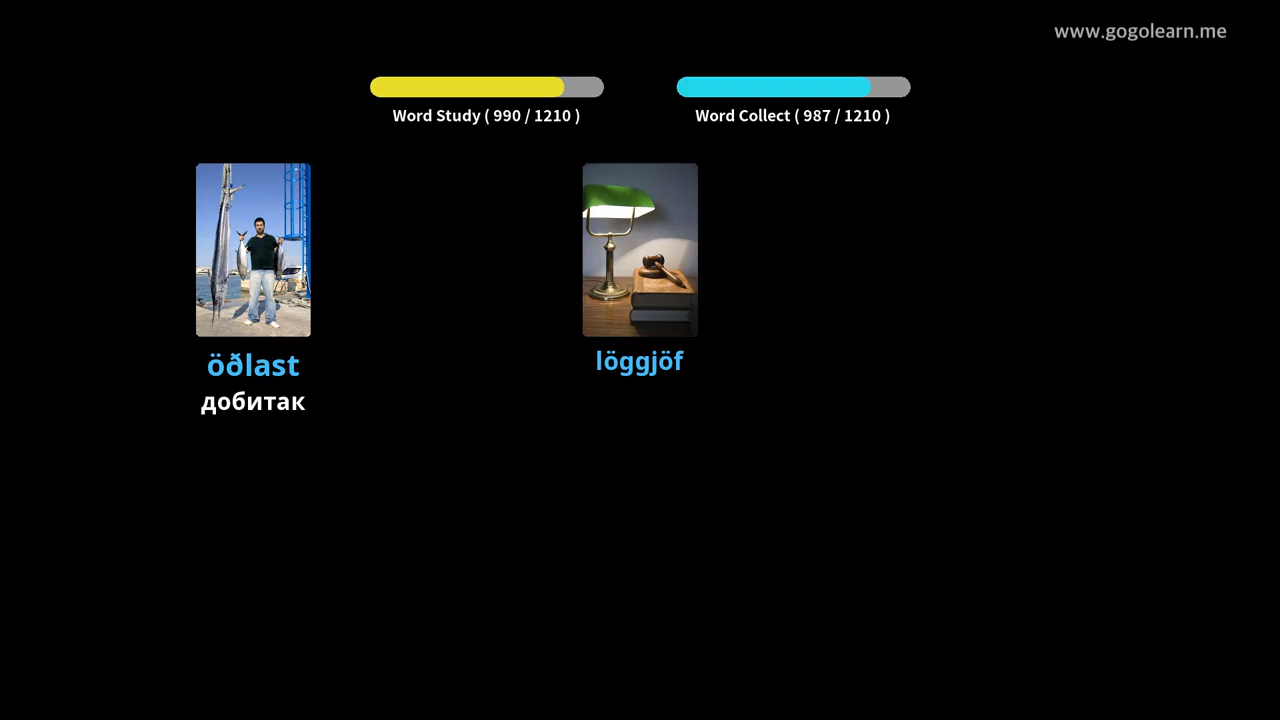 www.gogolearn.me
Word Study ( 990 / 1210 )
Word Collect ( 987 / 1210 )
öðlast
добитак
löggjöf